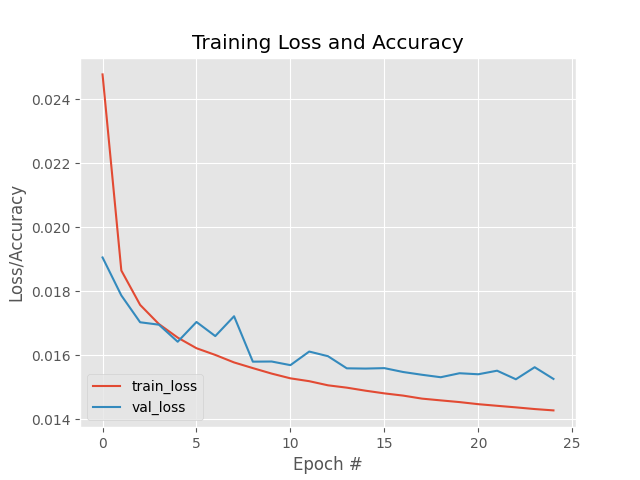 Training Loss and Accuracy
Loss/Accuracy
0.024
0.022
0.020
0.018
0.016
0.014
train_loss
val_loss
0 5 10 15 20 25
Epoch #